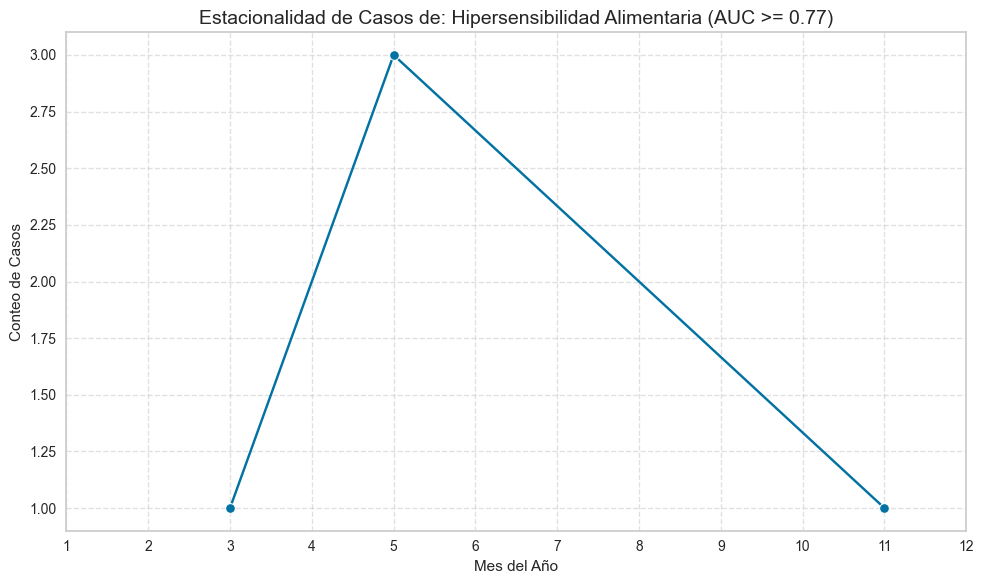 Estacionalidad de Casos de: Hipersensibilidad Alimentaria (AUC >= 0.77)
Conteo de Casos
3.00
2.75
2.50
2.25
2.00
1.75
1.50
1.25
1.00
1 2 3 4 5 6 7 8 9 10 11 12
Mes del Año